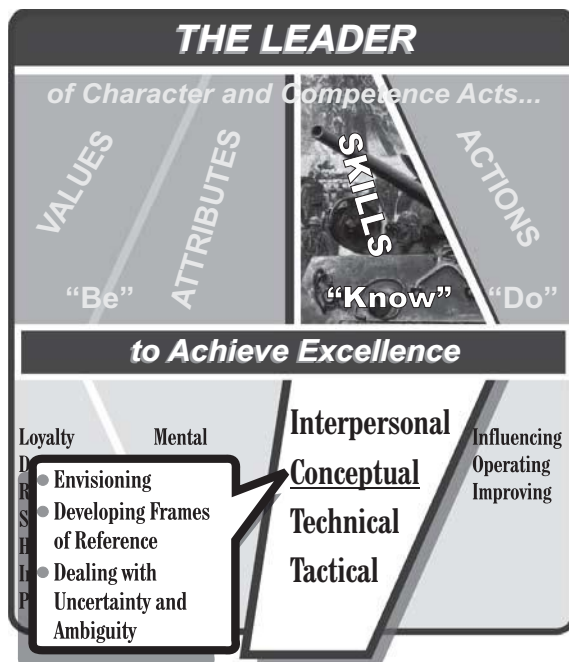 THE LEADER
of Character and Competence Acts...
VALUES
ATTRIBUTES
SKILLS
ACTIONS
“Be”
“Know”
“Do”
to Achieve Excellence
Loyalty
Mental
Interpersonal
Conceptual
Technical
Tactical
Influencing
Operating
Improving
Envisioning
Developing Frames
of Reference
Dealing with
Uncertainty and
Ambiguity